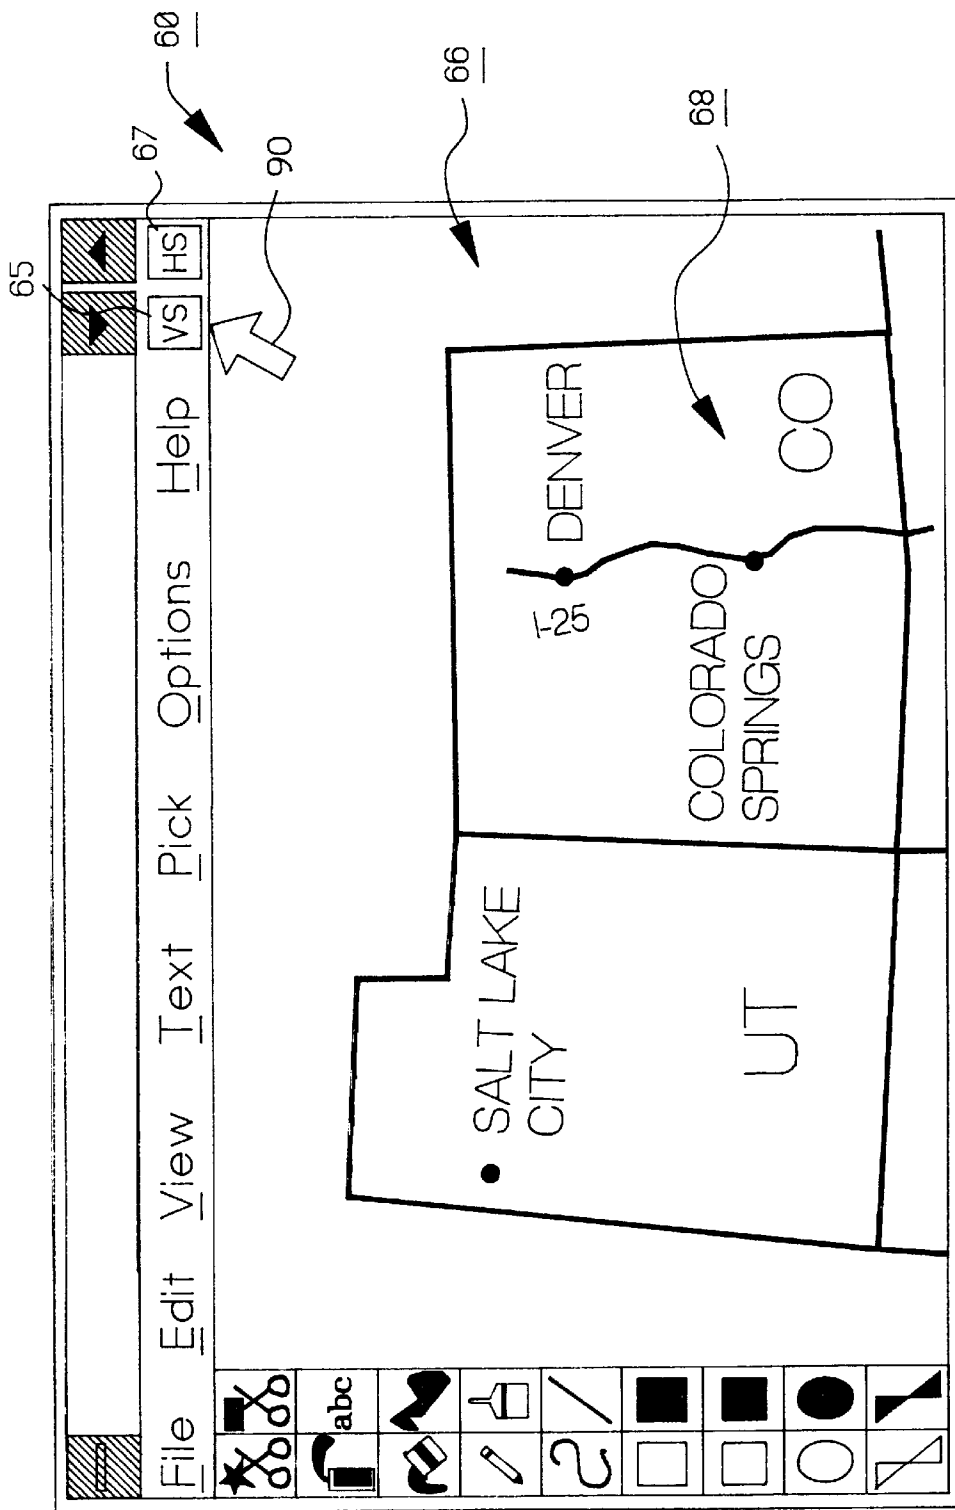 60
65
67
VS HS
File Edit View Text Pick Options Help
90
66
abc
68
I-25
DENVER
SALT LAKE
CITY
COLORADO
SPRINGS
UT
CO